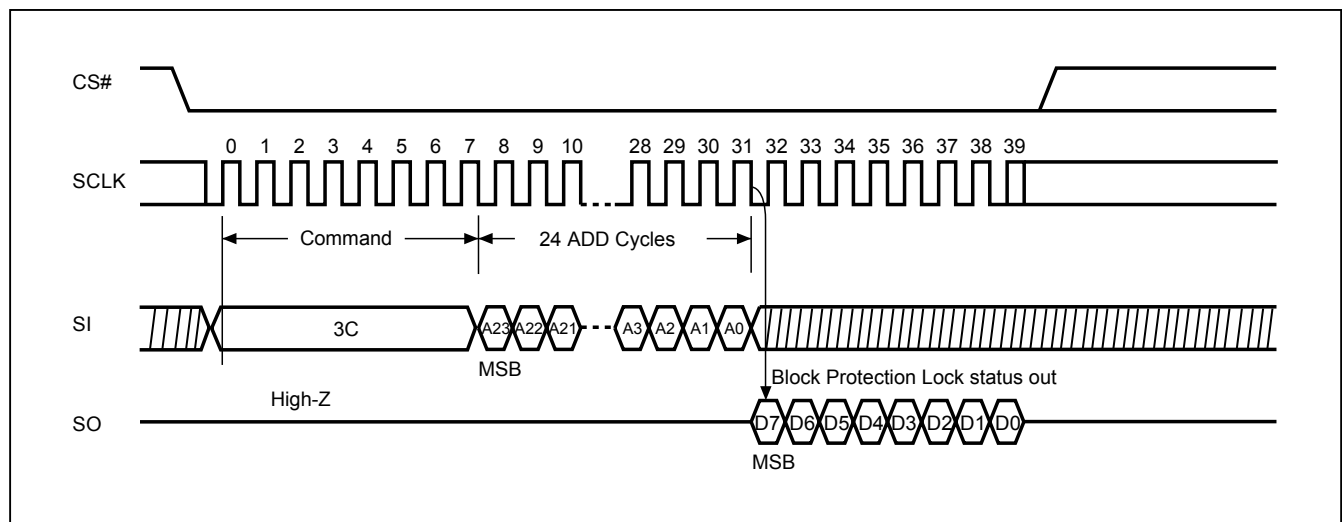 CS#
0 1 2 3 4 5 6 7 8 9 10 28 29 30 31 32 33 34 35 36 37 38 39
SCLK
Command 24 ADD Cycles
SI 3C A23 A22 A21 A3 A2 A1 A0
MSB
Block Protection Lock status out
High-Z
SO D7 D6 D5 D4 D3 D2 D1 D0
MSB